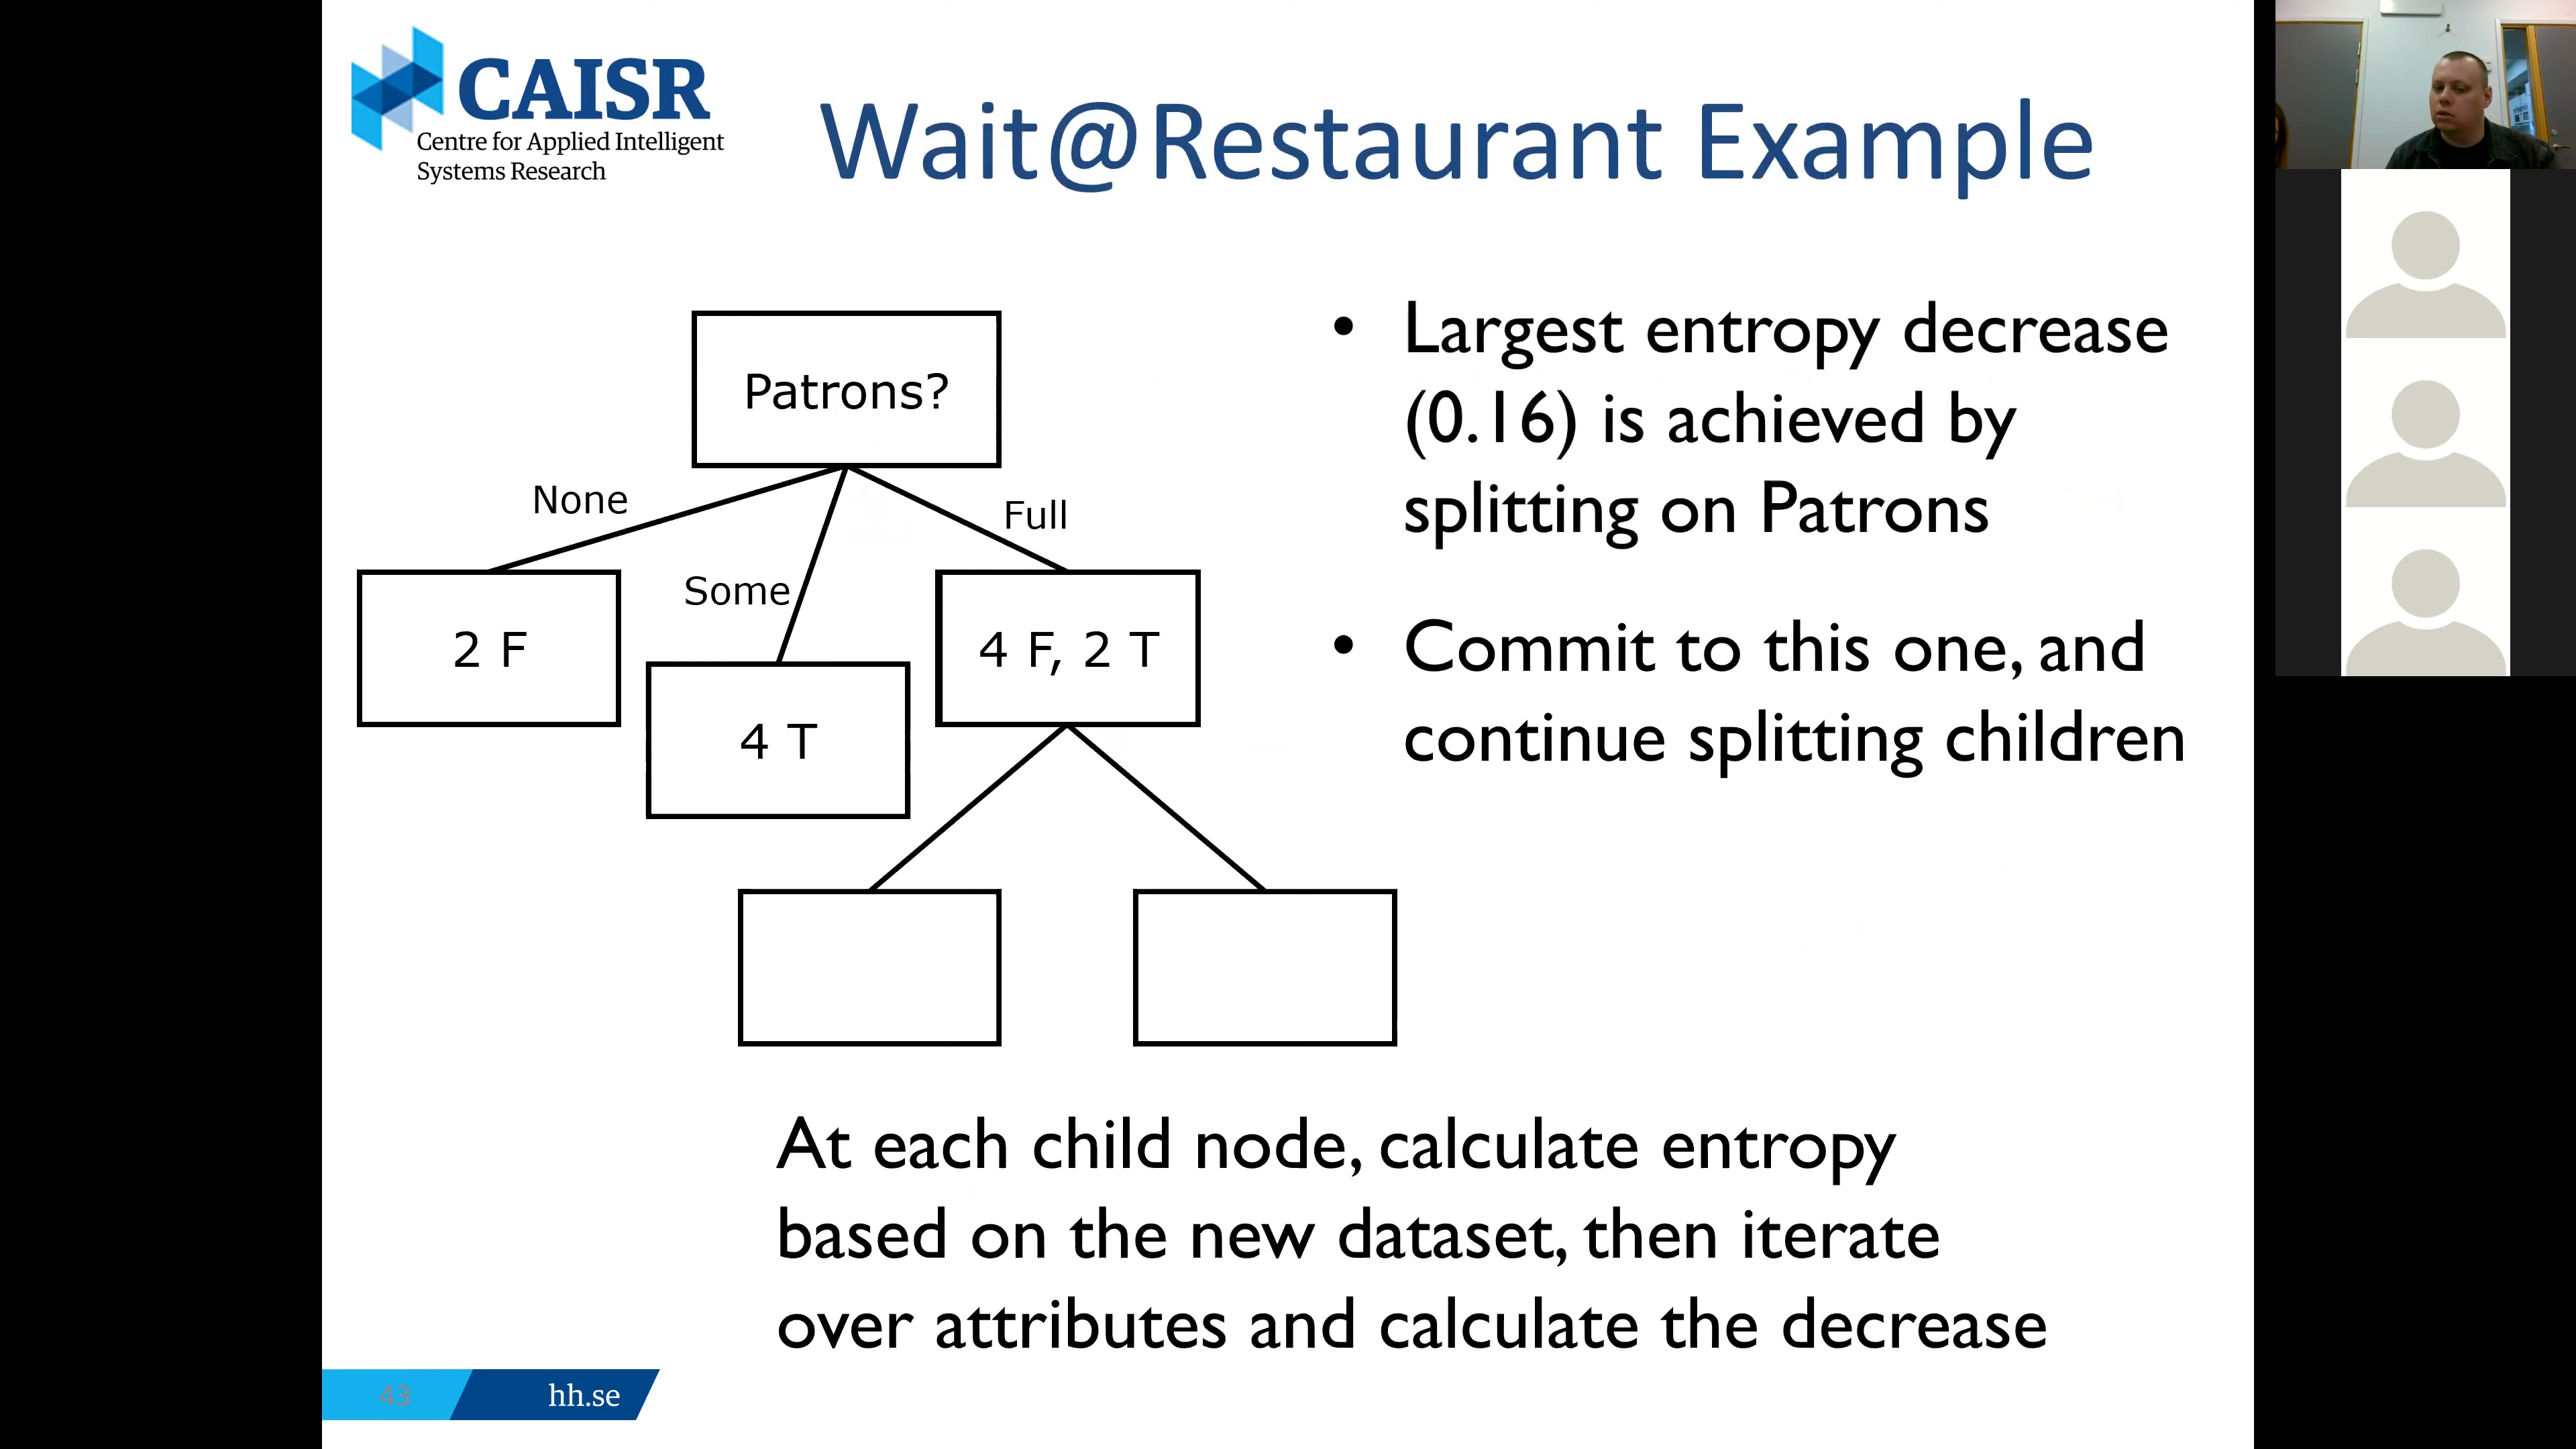 CAISR
Centre for Applied Intelligent
Systems Research
Wait@Restaurant Example
Patrons?
None
Some
Full
2 F
4 T
4 F, 2 T
• Largest entropy decrease
(0.16) is achieved by
splitting on Patrons
• Commit to this one, and
continue splitting children
At each child node, calculate entropy
based on the new dataset, then iterate
over attributes and calculate the decrease
43
hh.se